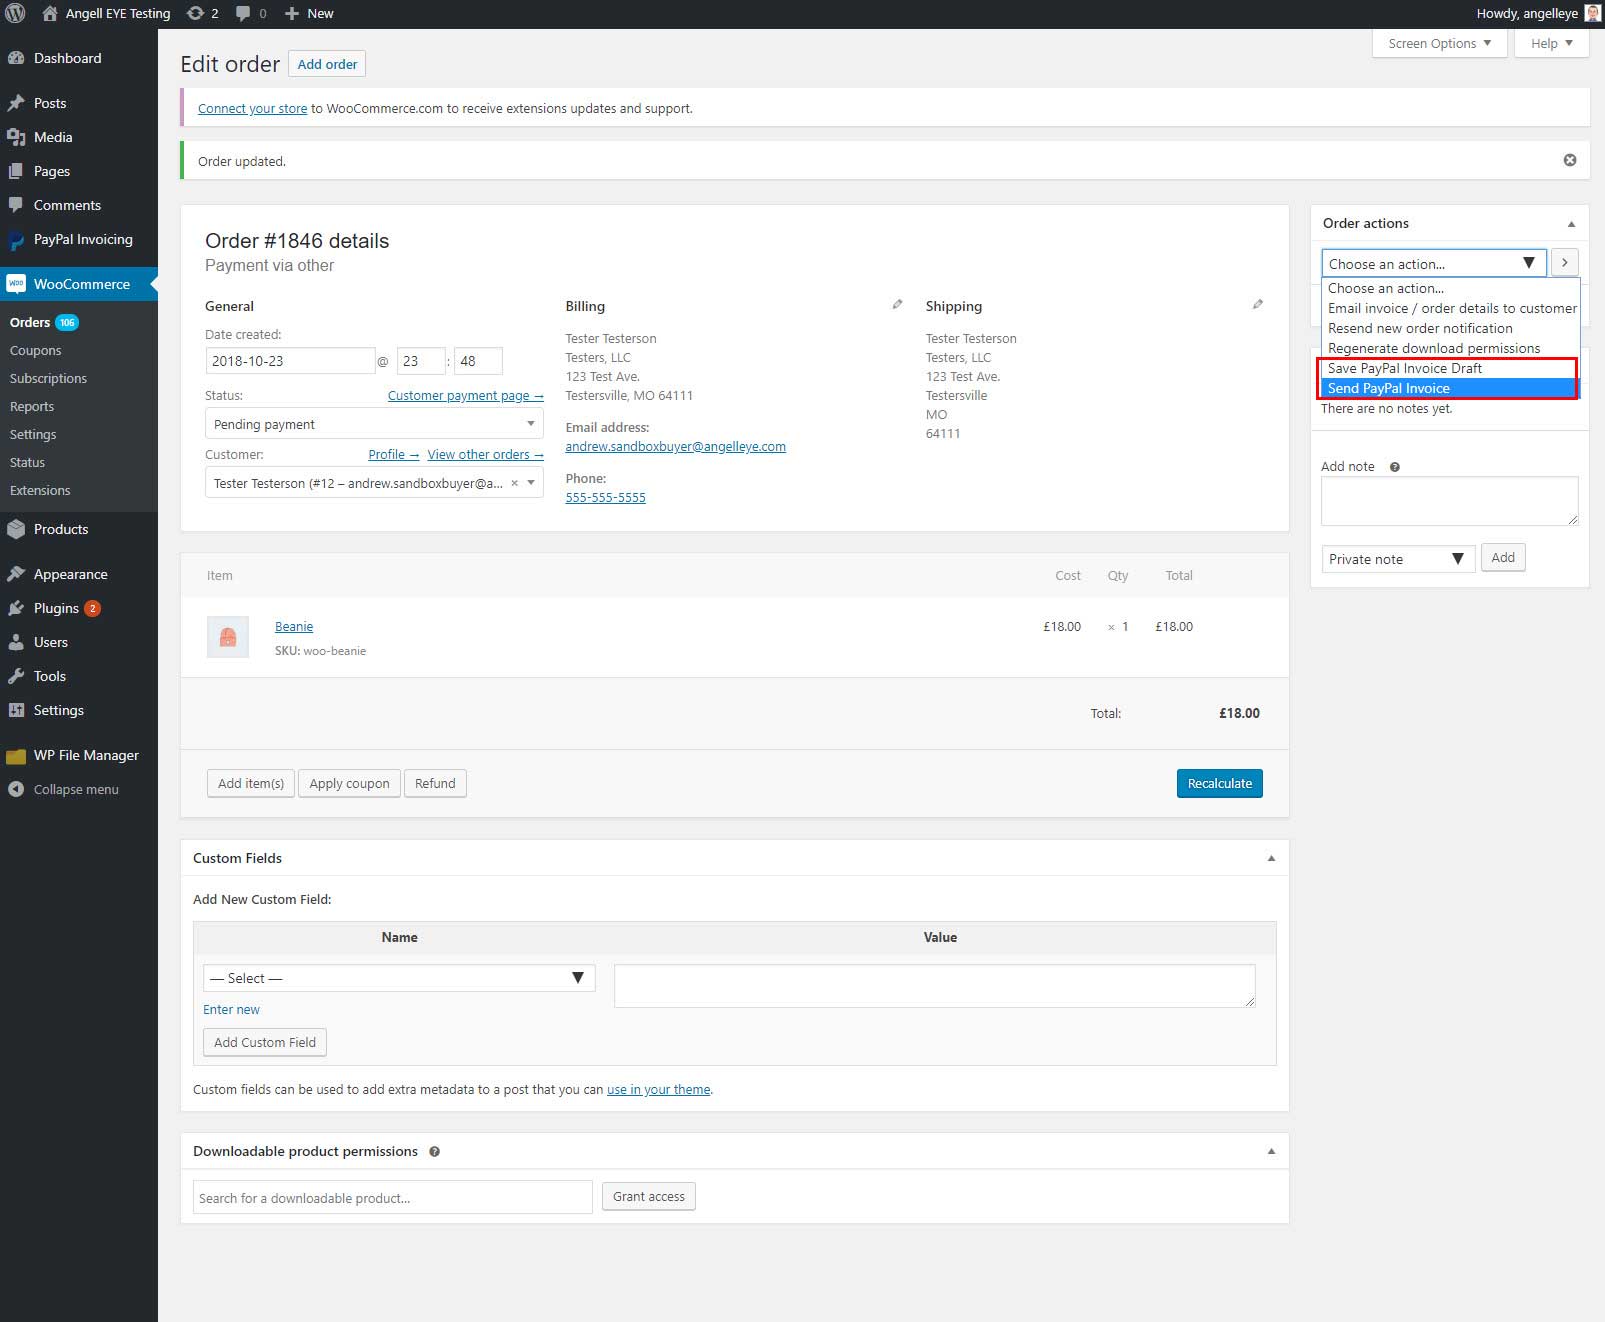 Angell EYE Testing 2 0 New
Howdy, angelleye
Dashboard
Posts
Media
Pages
Comments
PayPal Invoicing
WooCommerce
Orders 106
Coupons
Subscriptions
Reports
Settings
Status
Extensions
Products
Appearance
Plugins 2
Users
Tools
Settings
WP File Manager
Collapse menu
Screen Options
Help
Edit order
Add order
Connect your store to WooCommerce.com to receive extensions updates and support.
Order updated.
Order #1846 details
Payment via other
General
Date created:
2018-10-23 @ 23 : 48
Status:
Customer payment page →
Pending payment
Customer:
Profile → View other orders →
Tester Testerson (#12 – andrew.sandboxbuyer@a... ×
Billing
Tester Testerson
Testers, LLC
123 Test Ave.
Testersville, MO 64111
Email address:
andrew.sandboxbuyer@angelleye.com
Phone:
555-555-5555
Shipping
Tester Testerson
Testers, LLC
123 Test Ave.
Testersville
MO
64111
Item Cost Qty Total
Beanie £18.00 × 1 £18.00
SKU: woo-beanie
Total: £18.00
Add item(s)
Apply coupon
Refund
Recalculate
Custom Fields
Add New Custom Field:
Name Value
— Select —
Enter new
Add Custom Field
Custom fields can be used to add extra metadata to a post that you can use in your theme.
Downloadable product permissions
Search for a downloadable product...
Grant access
Order actions
Choose an action...
Choose an action...
Email invoice / order details to customer
Resend new order notification
Regenerate download permissions
Save PayPal Invoice Draft
Send PayPal Invoice
There are no notes yet.
Add note
Private note
Add